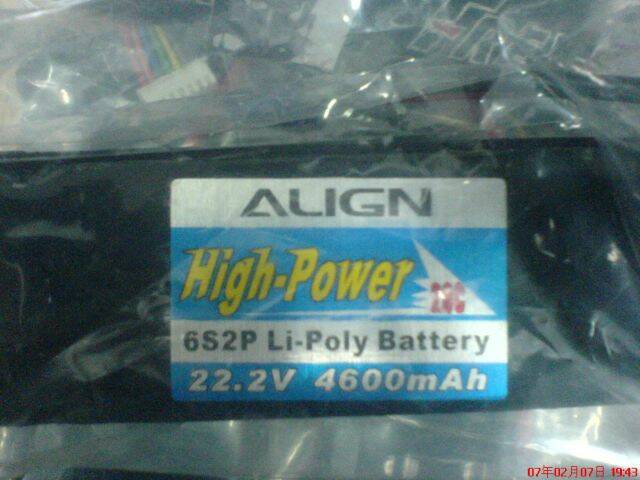 ALIGN
High-Power
20C
6S2P Li-Poly Battery
22.2V 4600mAh
07年02月07日 19:43